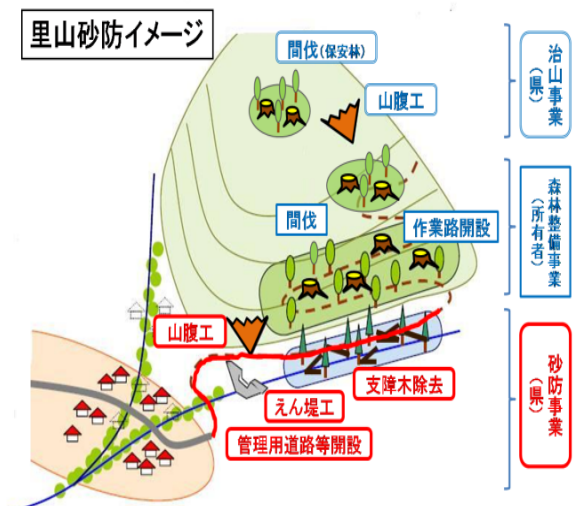 里山砂防イメージ
間伐(保安林)
山腹工
治山事業
(県)
間伐
作業路開設
森林整備事業
(所有者)
山腹工
えん堤工
支障木除去
管理用道路等開設
砂防事業
(県)